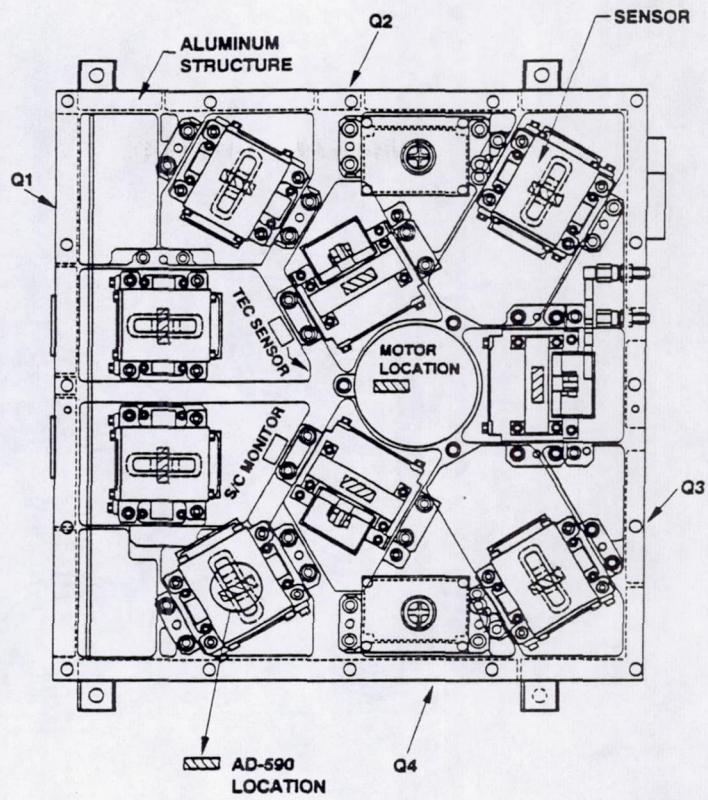 SENSOR
Q2
ALUMINUM
STRUCTURE
Q1
TEC SENSOR
MOTOR
LOCATION
S/C MONITOR
Q3
AD-590
LOCATION
Q4